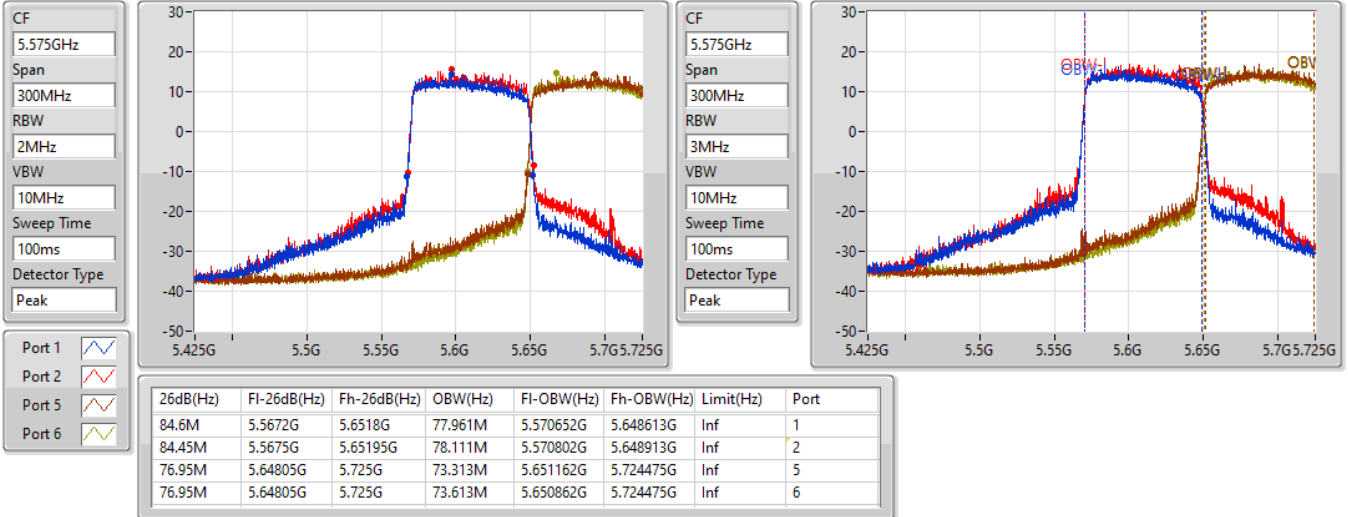 CF
5.575GHz
Span
300MHz
RBW
2MHz
VBW
10MHz
Sweep Time
100ms
Detector Type
Peak
30
20
10
0
-10
-20
-30
-40
-50
5.425G 5.5G 5.55G 5.6G 5.65G 5.7G 5.725G
CF
5.575GHz
Span
300MHz
RBW
3MHz
VBW
10MHz
Sweep Time
100ms
Detector Type
Peak
30
20
10
0
-10
-20
-30
-40
-50
OBW-L
OBW-L
OBV
5.425G 5.5G 5.55G 5.6G 5.65G 5.7G 5.725G
Port 1
Port 2
Port 5
Port 6
26dB(Hz) Fl-26dB(Hz) Fh-26dB(Hz) OBW(Hz) Fl-OBW(Hz) Fh-OBW(Hz) Limit(Hz) Port
84.6M 5.5672G 5.6518G 77.961M 5.570652G 5.648613G Inf 1
84.45M 5.5675G 5.65195G 78.111M 5.570802G 5.648913G Inf 2
76.95M 5.64805G 5.725G 73.313M 5.651162G 5.724475G Inf 5
76.95M 5.64805G 5.725G 73.613M 5.650862G 5.724475G Inf 6